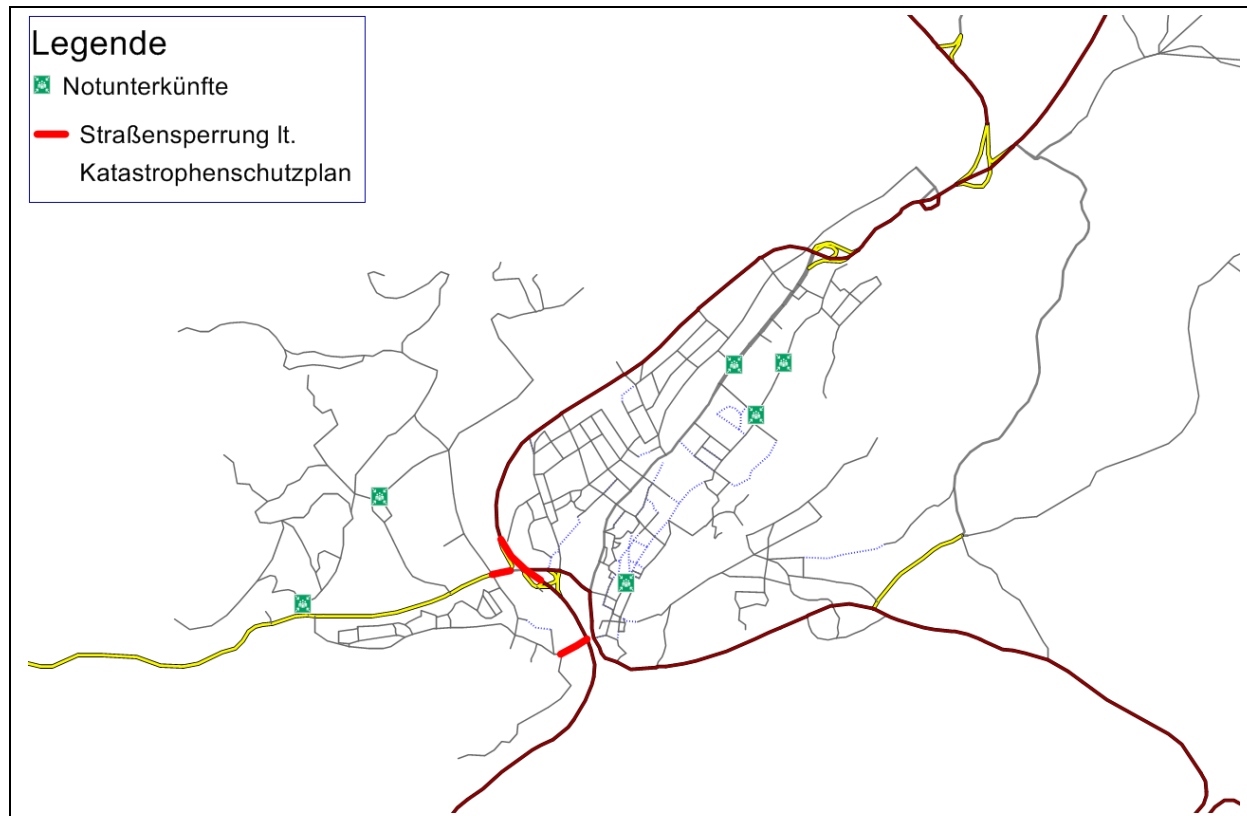 Legende
Notunterkünfte
Straßensperrung lt.
Katastrophenschutzplan